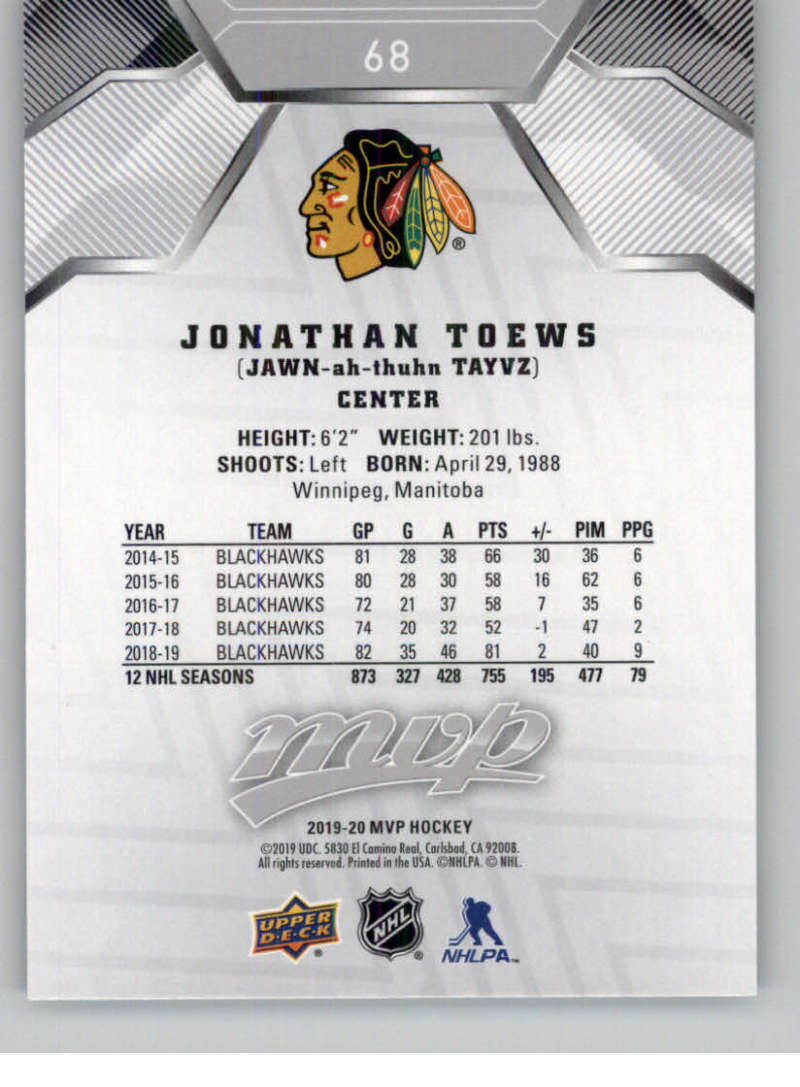 68
®
JONATHAN TOEWS
(JAWN-ah-thuhn TAYVZ)
CENTER
HEIGHT: 6'2" WEIGHT: 201 lbs.
SHOOTS: Left BORN: April 29, 1988
Winnipeg, Manitoba
YEAR TEAM GP G A PTS +/- PIM PPG
2014-15 BLACKHAWKS 81 28 38 66 30 36 6
2015-16 BLACKHAWKS 80 28 30 58 16 62 6
2016-17 BLACKHAWKS 72 21 37 58 7 35 6
2017-18 BLACKHAWKS 74 20 32 52 -1 47 2
2018-19 BLACKHAWKS 82 35 46 81 2 40 9
12 NHL SEASONS 873 327 428 755 195 477 79
mvp
2019-20 MVP HOCKEY
©2019 UDC. 5830 El Camino Real, Carlsbad, CA 92008.
All rights reserved. Printed in the USA. ©NHLPA. © NHL.
UPPER
D·E·C·K ®
NHL ®
NHLPA™